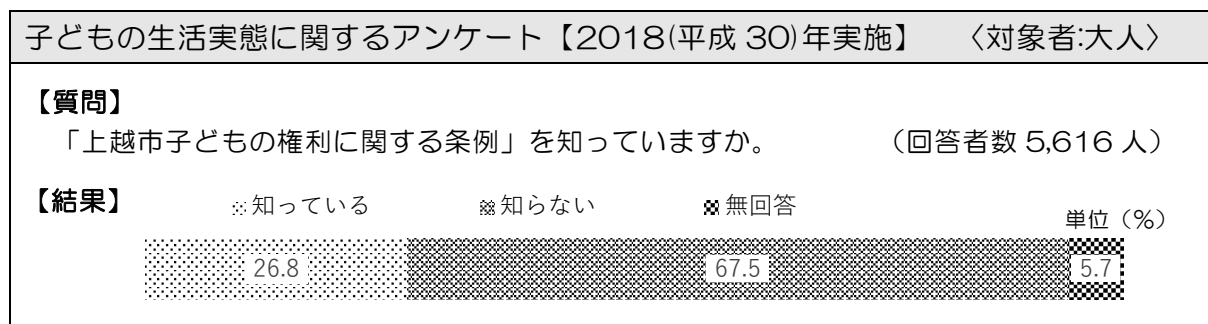 子どもの生活実態に関するアンケート【2018(平成30)年実施】　〈対象者:大人〉
【質問】
「上越市子どもの権利に関する条例」を知っていますか。　（回答者数 5,616 人）
【結果】　知っている　知らない　無回答
単位（%）
26.8　67.5　5.7